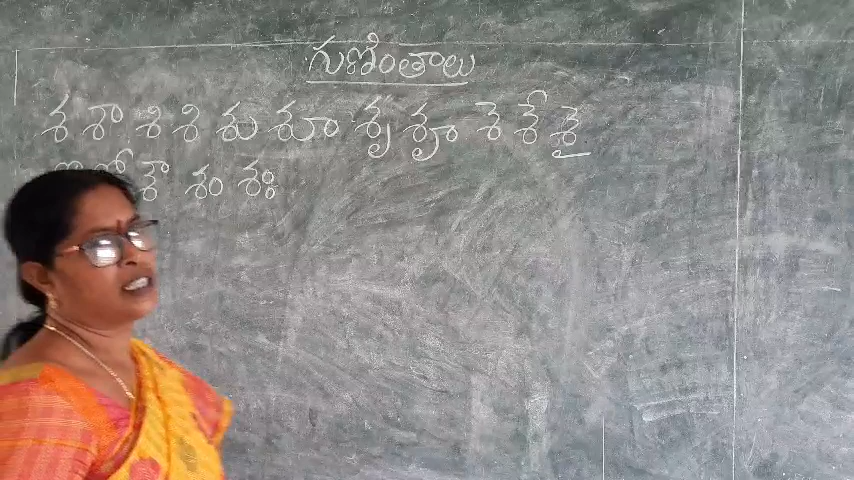 గుణింతాలు
శ శా శి శీ శు శూ శృ శౄ శె శే శై
శౌ శం శః